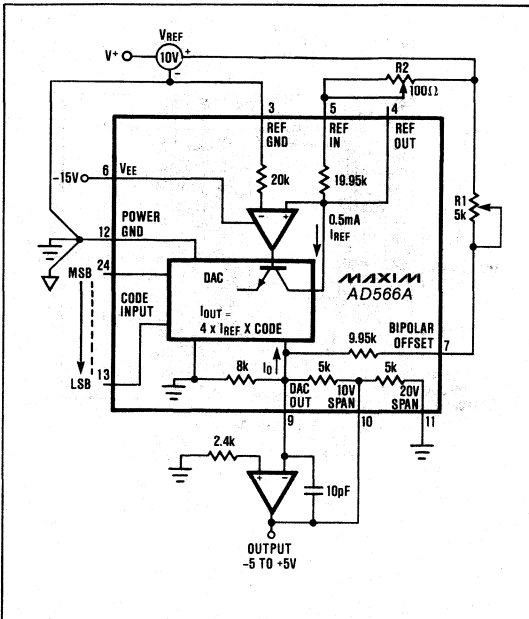 VREF
V+
10V
+
−
R2
100Ω
3
5
4
REF
GND
REF
IN
REF
OUT
6
VEE
−15V
20k
19.95k
R1
5k
−
+
0.5mA
IREF
12
POWER
GND
MSB
24
DAC
MAXIM
AD566A
CODE
INPUT
IOUT =
4 x IREF X CODE
BIPOLAR
OFFSET
7
9.95k
IO
13
LSB
8k
5k
5k
DAC
OUT
10V
SPAN
20V
SPAN
9
10
11
2.4k
+
−
10pF
OUTPUT
−5 TO +5V